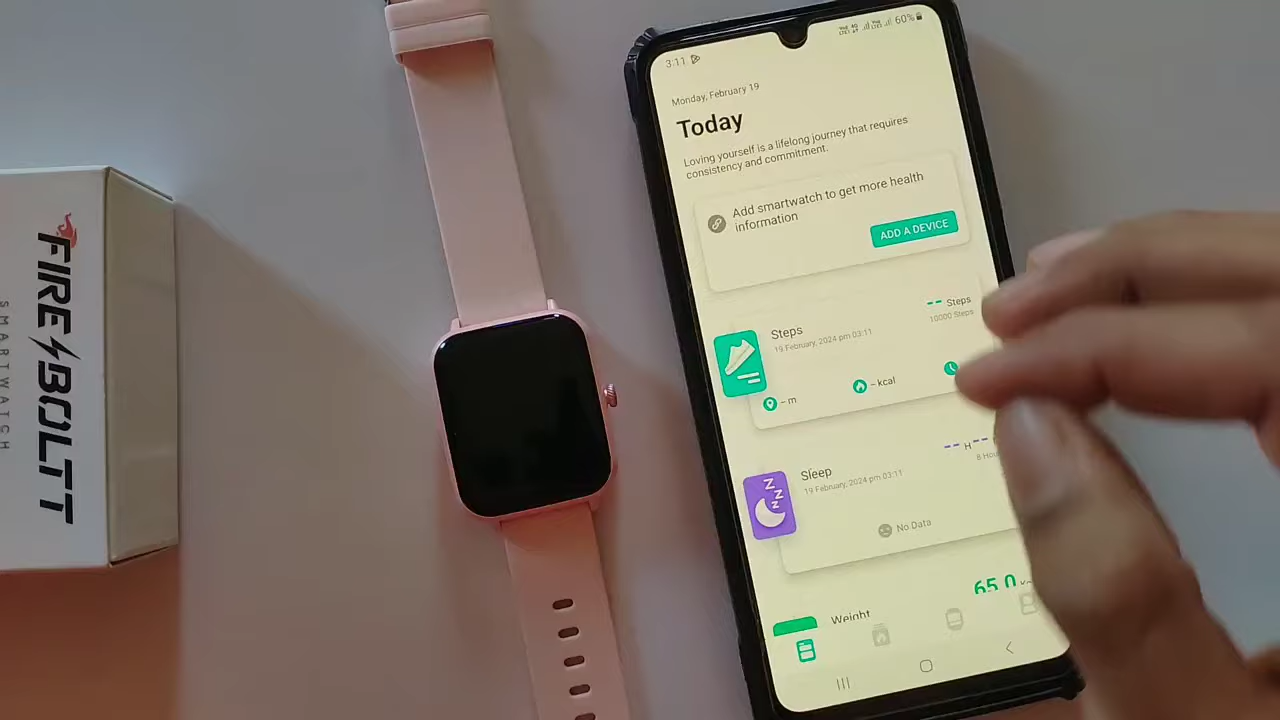 FIRE BOLTT
SMARTWATCH
3:11
60%
Monday, February 19
Today
Loving yourself is a lifelong journey that requires
consistency and commitment.
Add smartwatch to get more health
information
ADD A DEVICE
Steps
19 February, 2024 pm 03:11
-- Steps
10000 Steps
-- m
-- kcal
Sleep
19 February, 2024 pm 03:11
-- H --
8
No Data
Weight
65.0